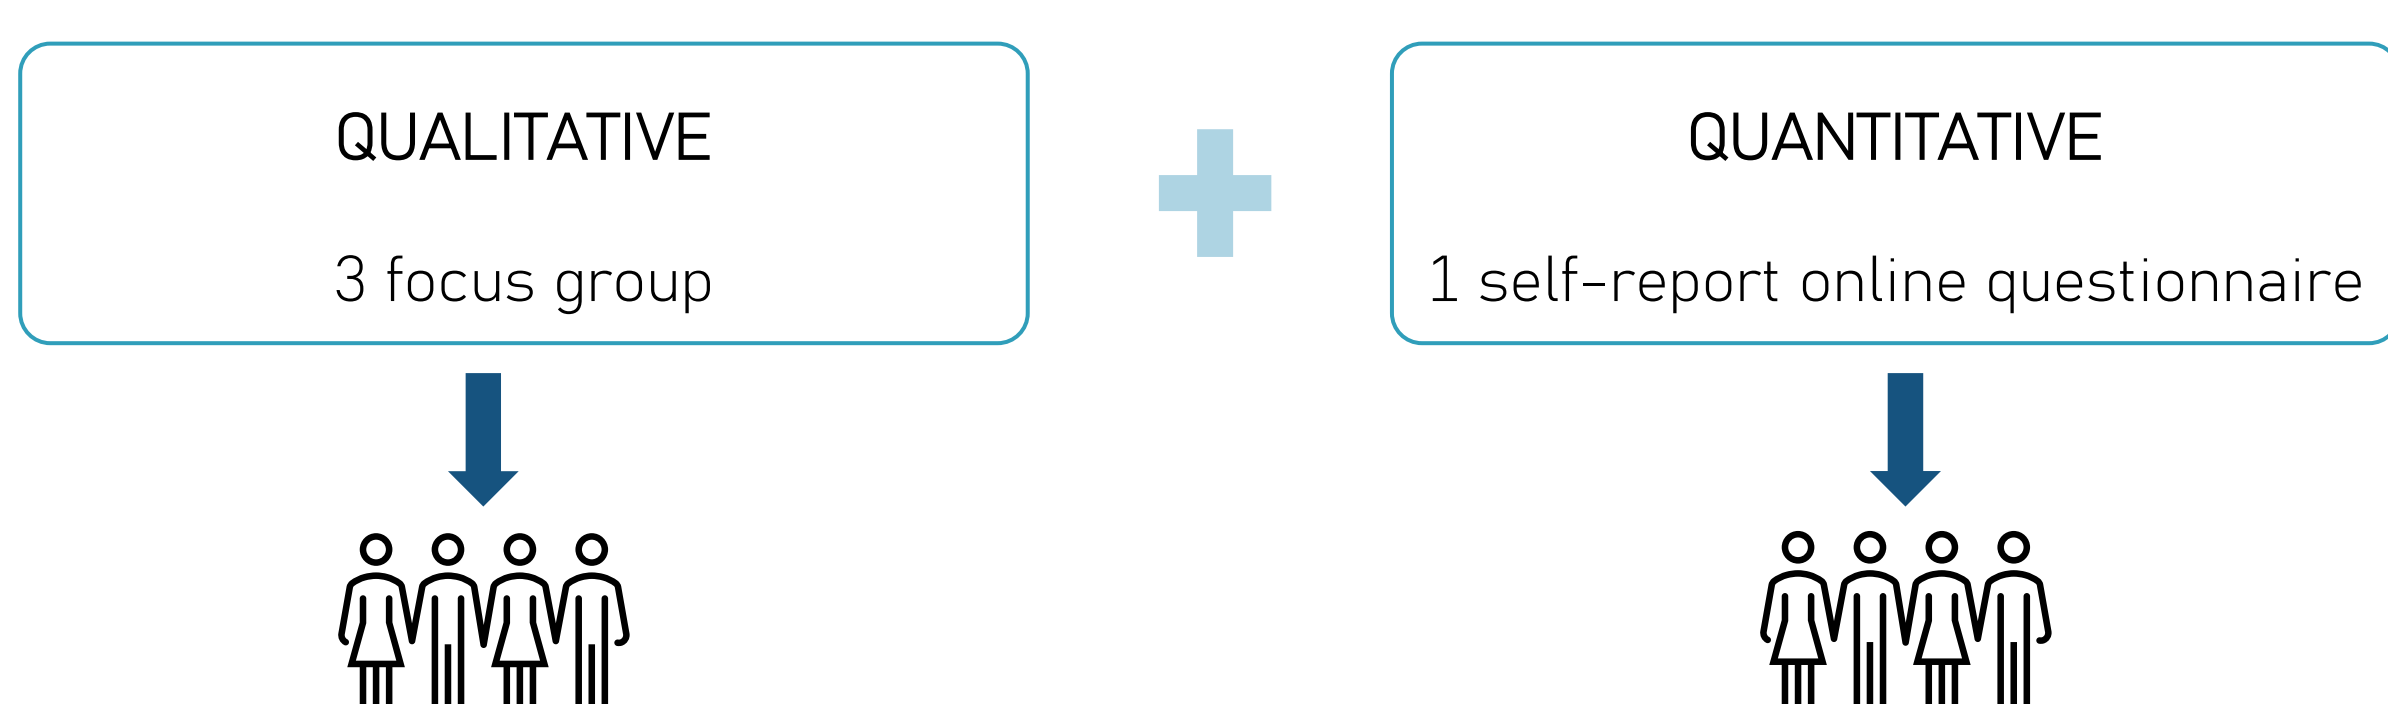 QUALITATIVE
3 focus group
QUANTITATIVE
1 self-report online questionnaire